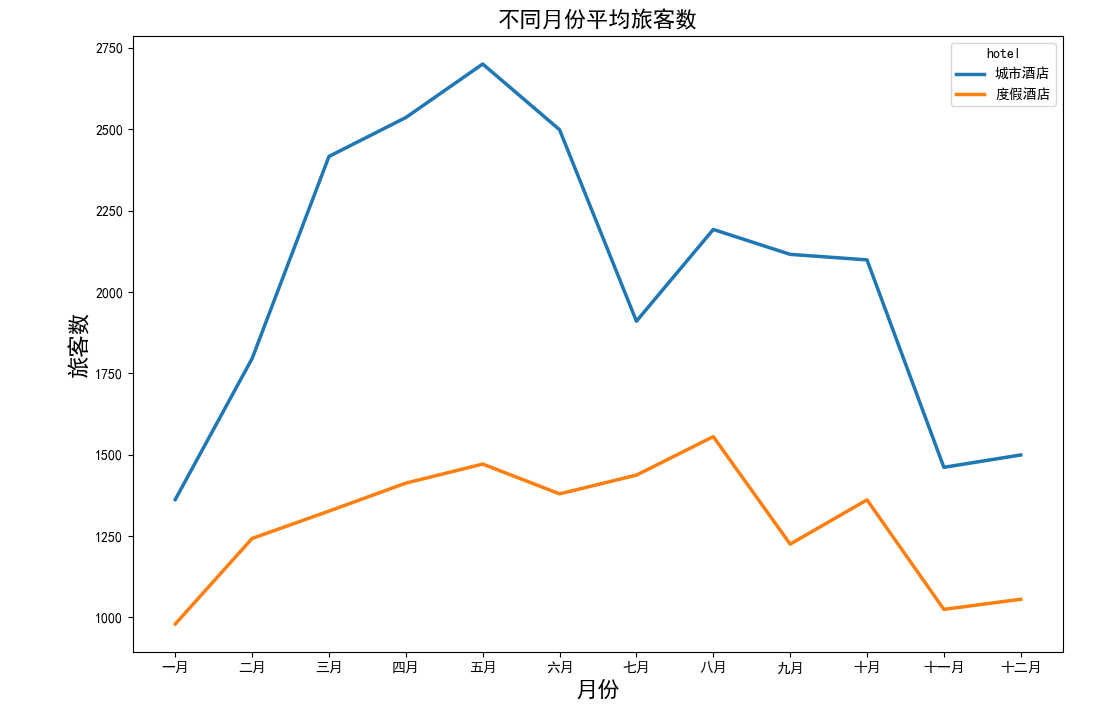 不同月份平均旅客数
hotel
城市酒店
度假酒店
旅客数
2750
2500
2250
2000
1750
1500
1250
1000
一月 二月 三月 四月 五月 六月 七月 八月 九月 十月 十一月 十二月
月份